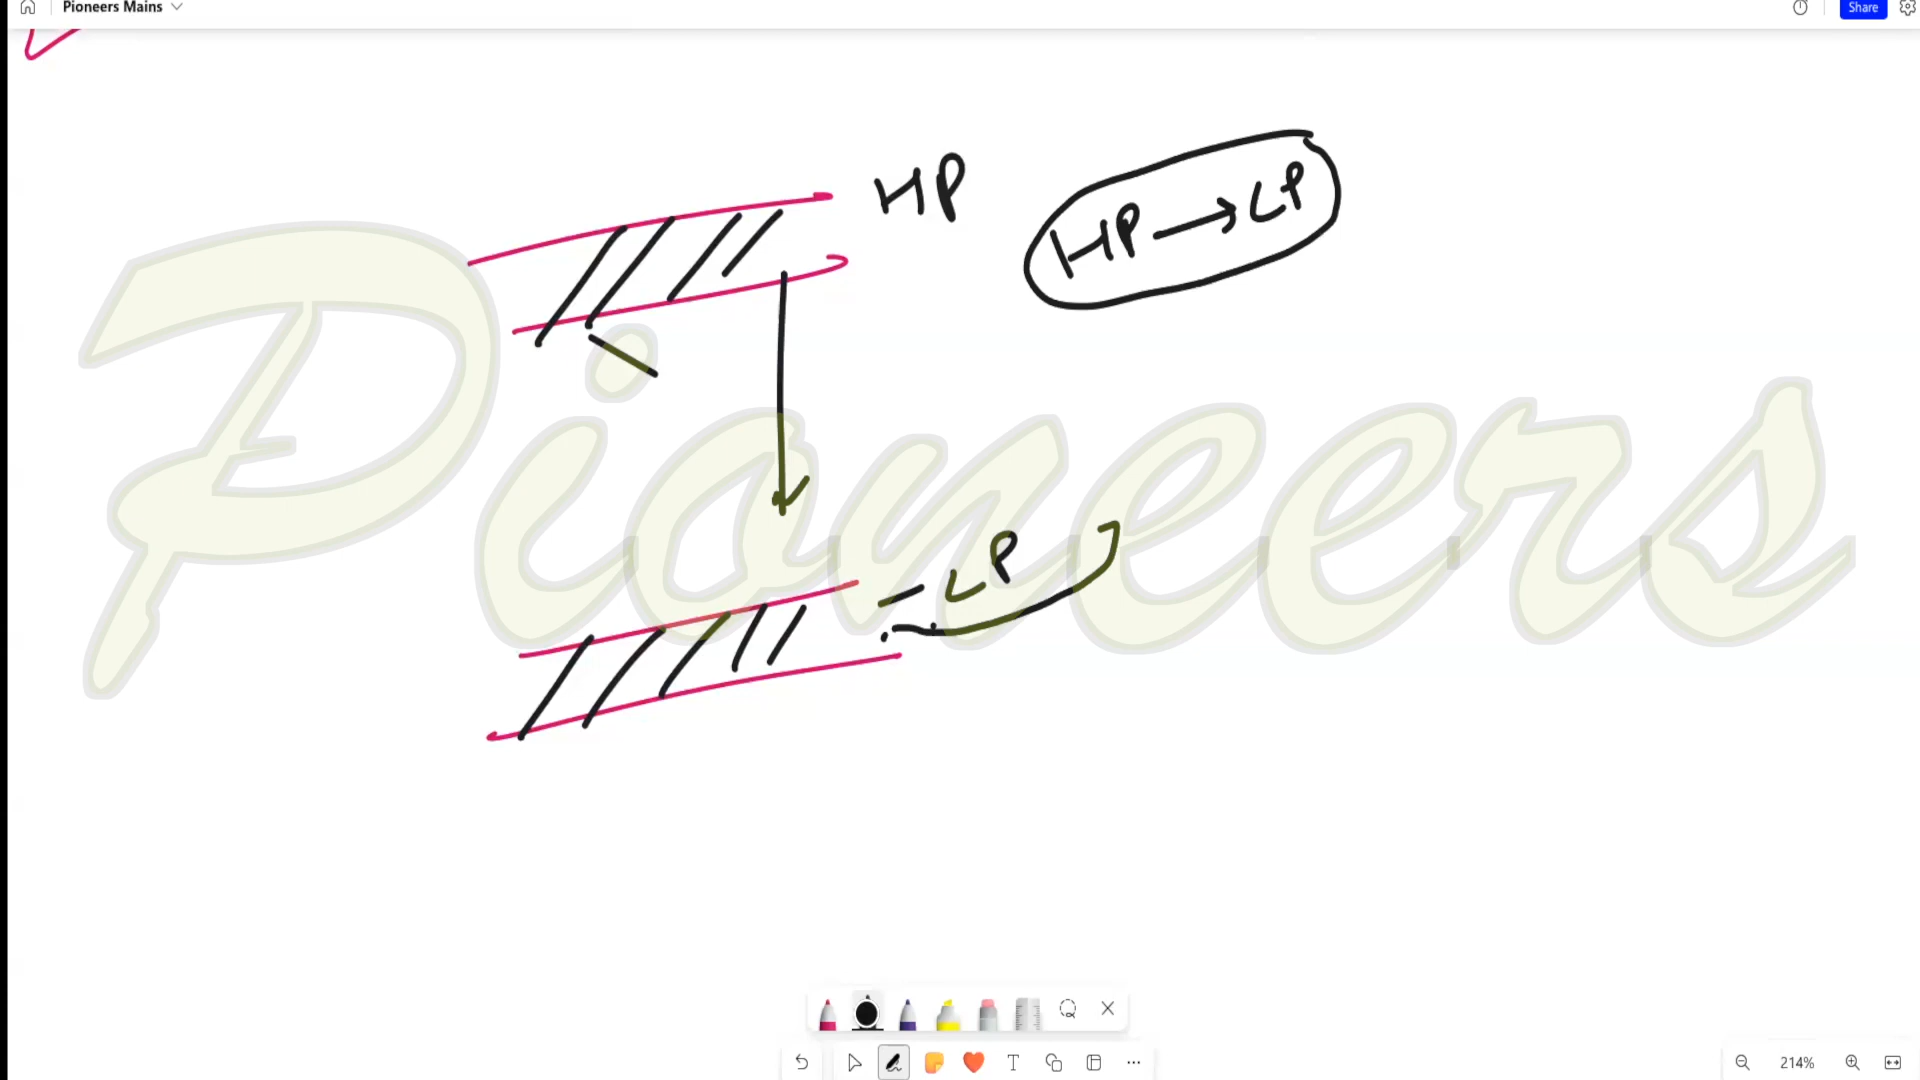 Pioneers Mains
Share
HP
HP → LP
Pioneers
- LP
T
214%